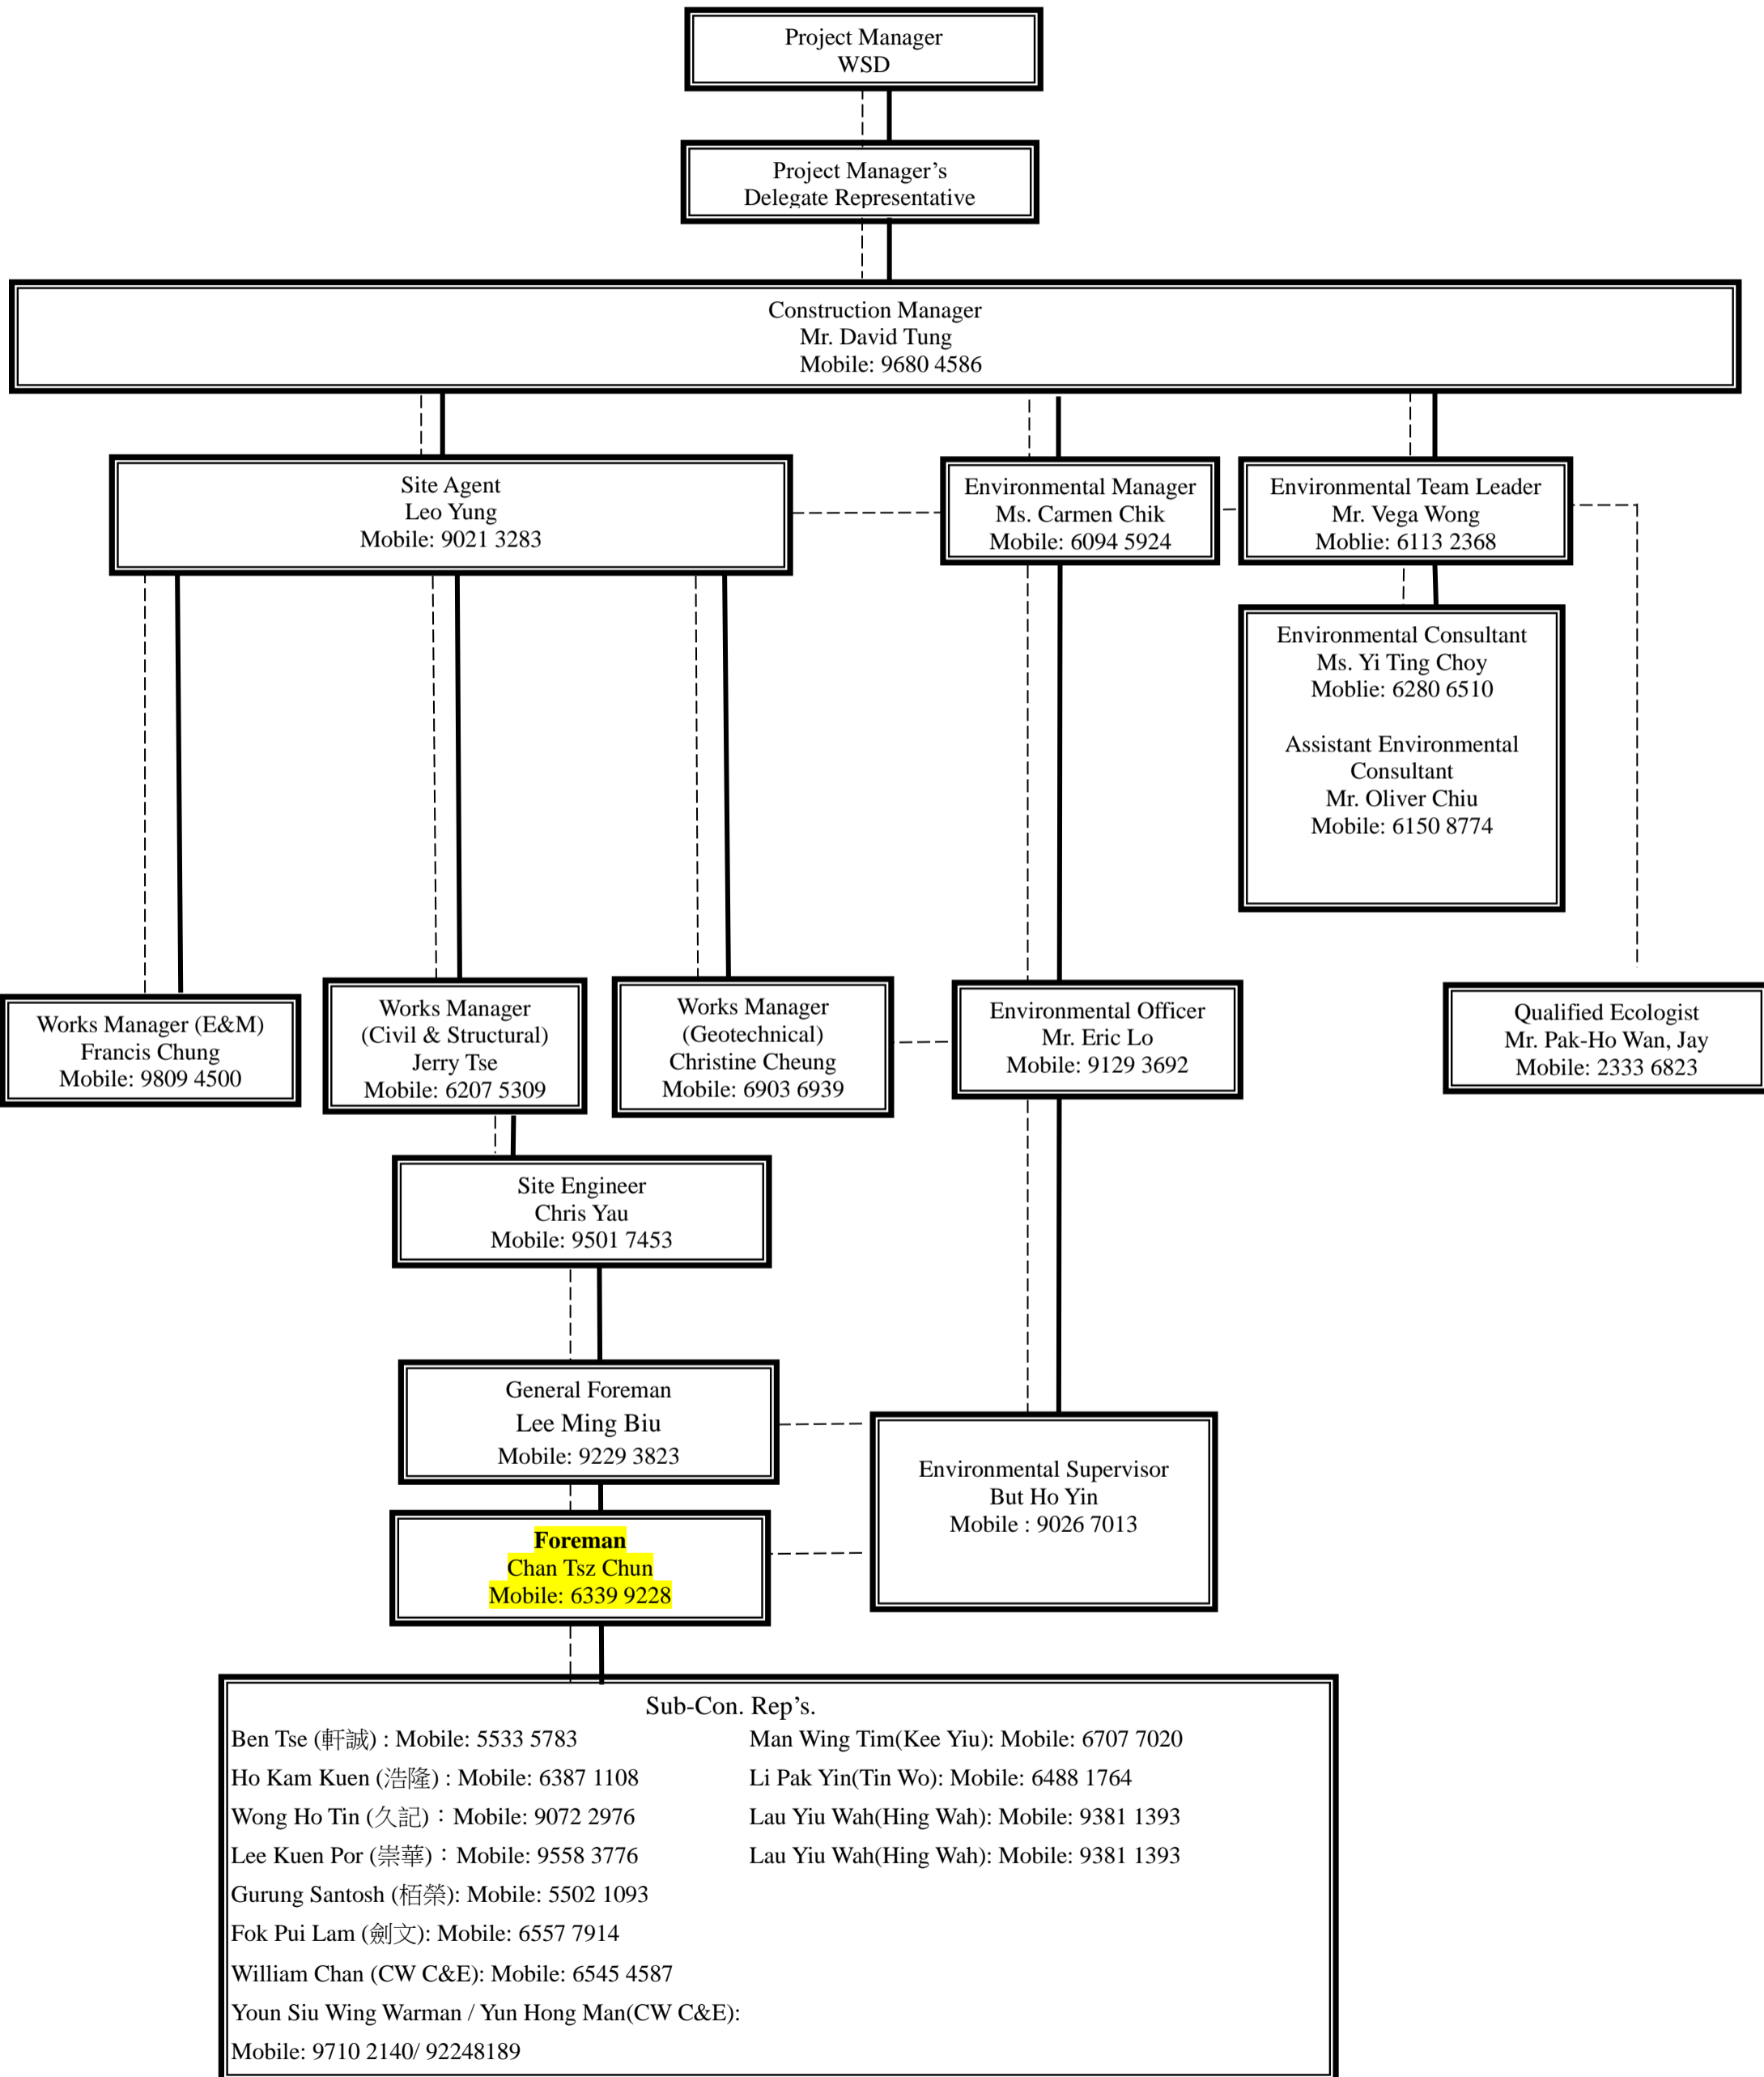 Project Manager
WSD
Project Manager’s
Delegate Representative
Construction Manager
Mr. David Tung
Mobile: 9680 4586
Site Agent
Leo Yung
Mobile: 9021 3283
Environmental Manager
Ms. Carmen Chik
Mobile: 6094 5924
Environmental Team Leader
Mr. Vega Wong
Moblie: 6113 2368
Environmental Consultant
Ms. Yi Ting Choy
Moblie: 6280 6510
Assistant Environmental
Consultant
Mr. Oliver Chiu
Mobile: 6150 8774
Works Manager (E&M)
Francis Chung
Mobile: 9809 4500
Works Manager
(Civil & Structural)
Jerry Tse
Mobile: 6207 5309
Works Manager
(Geotechnical)
Christine Cheung
Mobile: 6903 6939
Environmental Officer
Mr. Eric Lo
Mobile: 9129 3692
Qualified Ecologist
Mr. Pak-Ho Wan, Jay
Mobile: 2333 6823
Site Engineer
Chris Yau
Mobile: 9501 7453
General Foreman
Lee Ming Biu
Mobile: 9229 3823
Environmental Supervisor
But Ho Yin
Mobile : 9026 7013
Foreman
Chan Tsz Chun
Mobile: 6339 9228
Sub-Con. Rep’s.
Ben Tse (軒誠) : Mobile: 5533 5783
Ho Kam Kuen (浩隆) : Mobile: 6387 1108
Wong Ho Tin (久記)：Mobile: 9072 2976
Lee Kuen Por (崇華)：Mobile: 9558 3776
Gurung Santosh (栢榮): Mobile: 5502 1093
Fok Pui Lam (劍文): Mobile: 6557 7914
William Chan (CW C&E): Mobile: 6545 4587
Youn Siu Wing Warman / Yun Hong Man(CW C&E):
Mobile: 9710 2140/ 92248189
Man Wing Tim(Kee Yiu): Mobile: 6707 7020
Li Pak Yin(Tin Wo): Mobile: 6488 1764
Lau Yiu Wah(Hing Wah): Mobile: 9381 1393
Lau Yiu Wah(Hing Wah): Mobile: 9381 1393